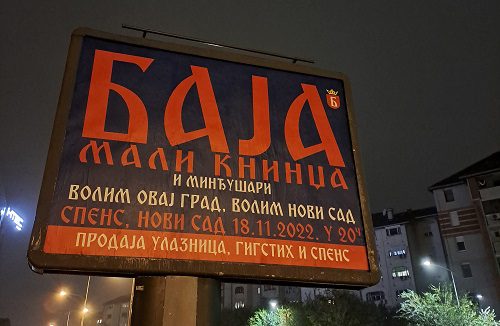 БАЈА
МАЛИ КНИНЏА
И МИНЂУШАРИ
ВОЛИМ ОВАЈ ГРАД, ВОЛИМ НОВИ САД
СПЕНС, НОВИ САД 18.11.2022. У 20ч
ПРОДАЈА УЛАЗНИЦА, ГИГСТИХ И СПЕНС